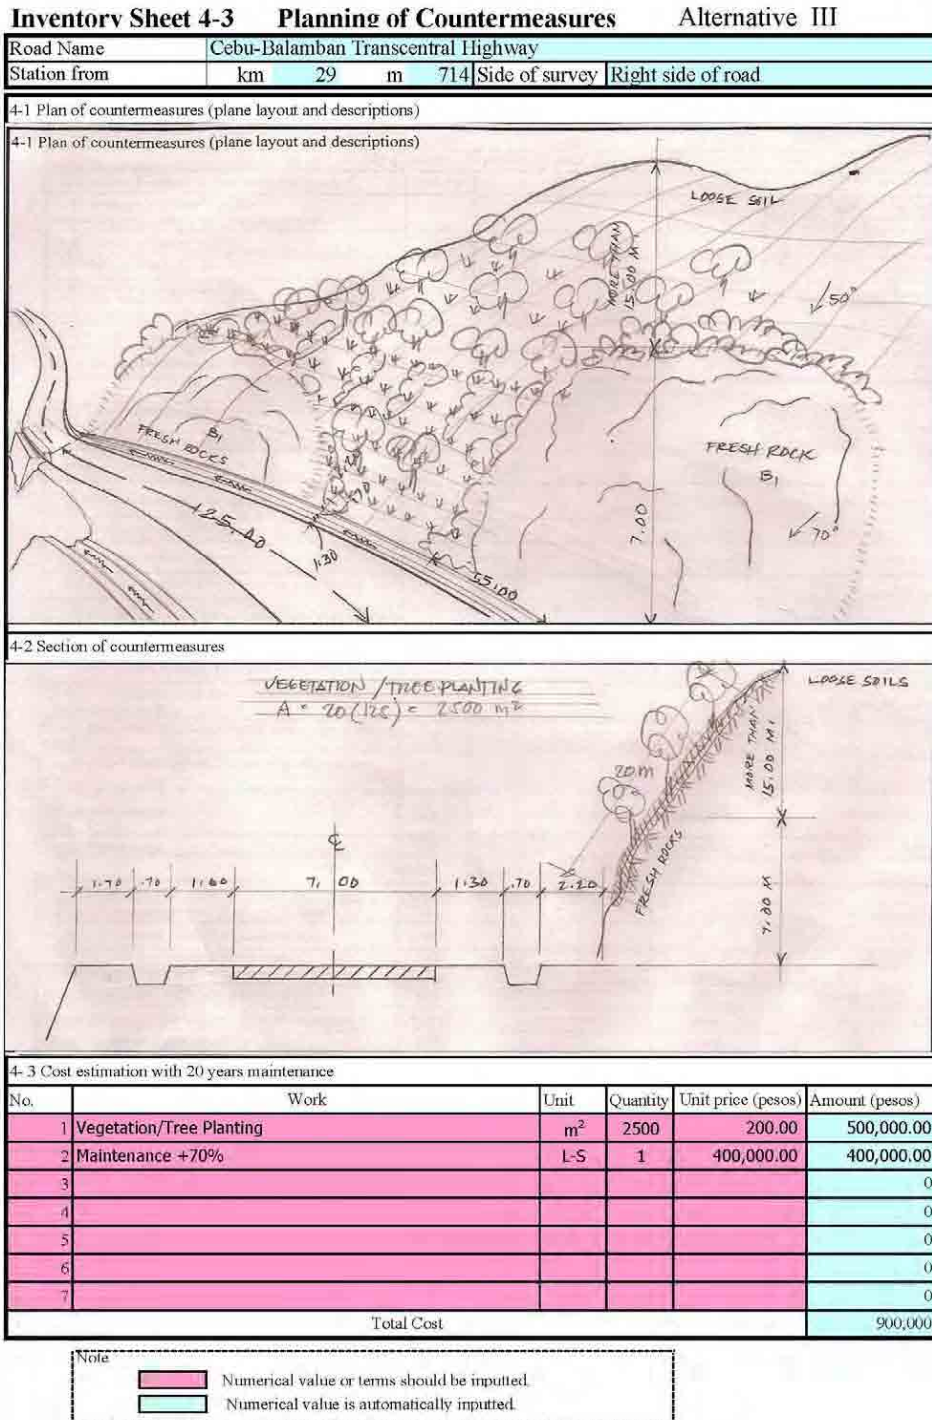 Inventory Sheet 4-3 Planning of Countermeasures Alternative III
Road Name Cebu-Balamban Transcentral Highway
Station from km 29 m 714 Side of survey Right side of road
4-1 Plan of countermeasures (plane layout and descriptions)
4-1 Plan of countermeasures (plane layout and descriptions)
LOOSE SOIL
MORE THAN
15.00 M.
50°
B1
FRESH ROCKS
FRESH ROCK
B1
7.00
70°
125.00
1.30
55.00
4-2 Section of countermeasures
VEGETATION / TREE PLANTING
A = 20(125) = 2500 m²
LOOSE SOILS
20m
MORE THAN
15.00 M.
FRESH ROCKS
7.00 M
℄
1.70 .70 1.00 7.00 1.30 .70 2.20
4- 3 Cost estimation with 20 years maintenance
No. Work Unit Quantity Unit price (pesos) Amount (pesos)
1 Vegetation/Tree Planting m² 2500 200.00 500,000.00
2 Maintenance +70% L-S 1 400,000.00 400,000.00
3 0
4 0
5 0
6 0
7 0
Total Cost 900,000
Note
Numerical value or terms should be inputted.
Numerical value is automatically inputted.